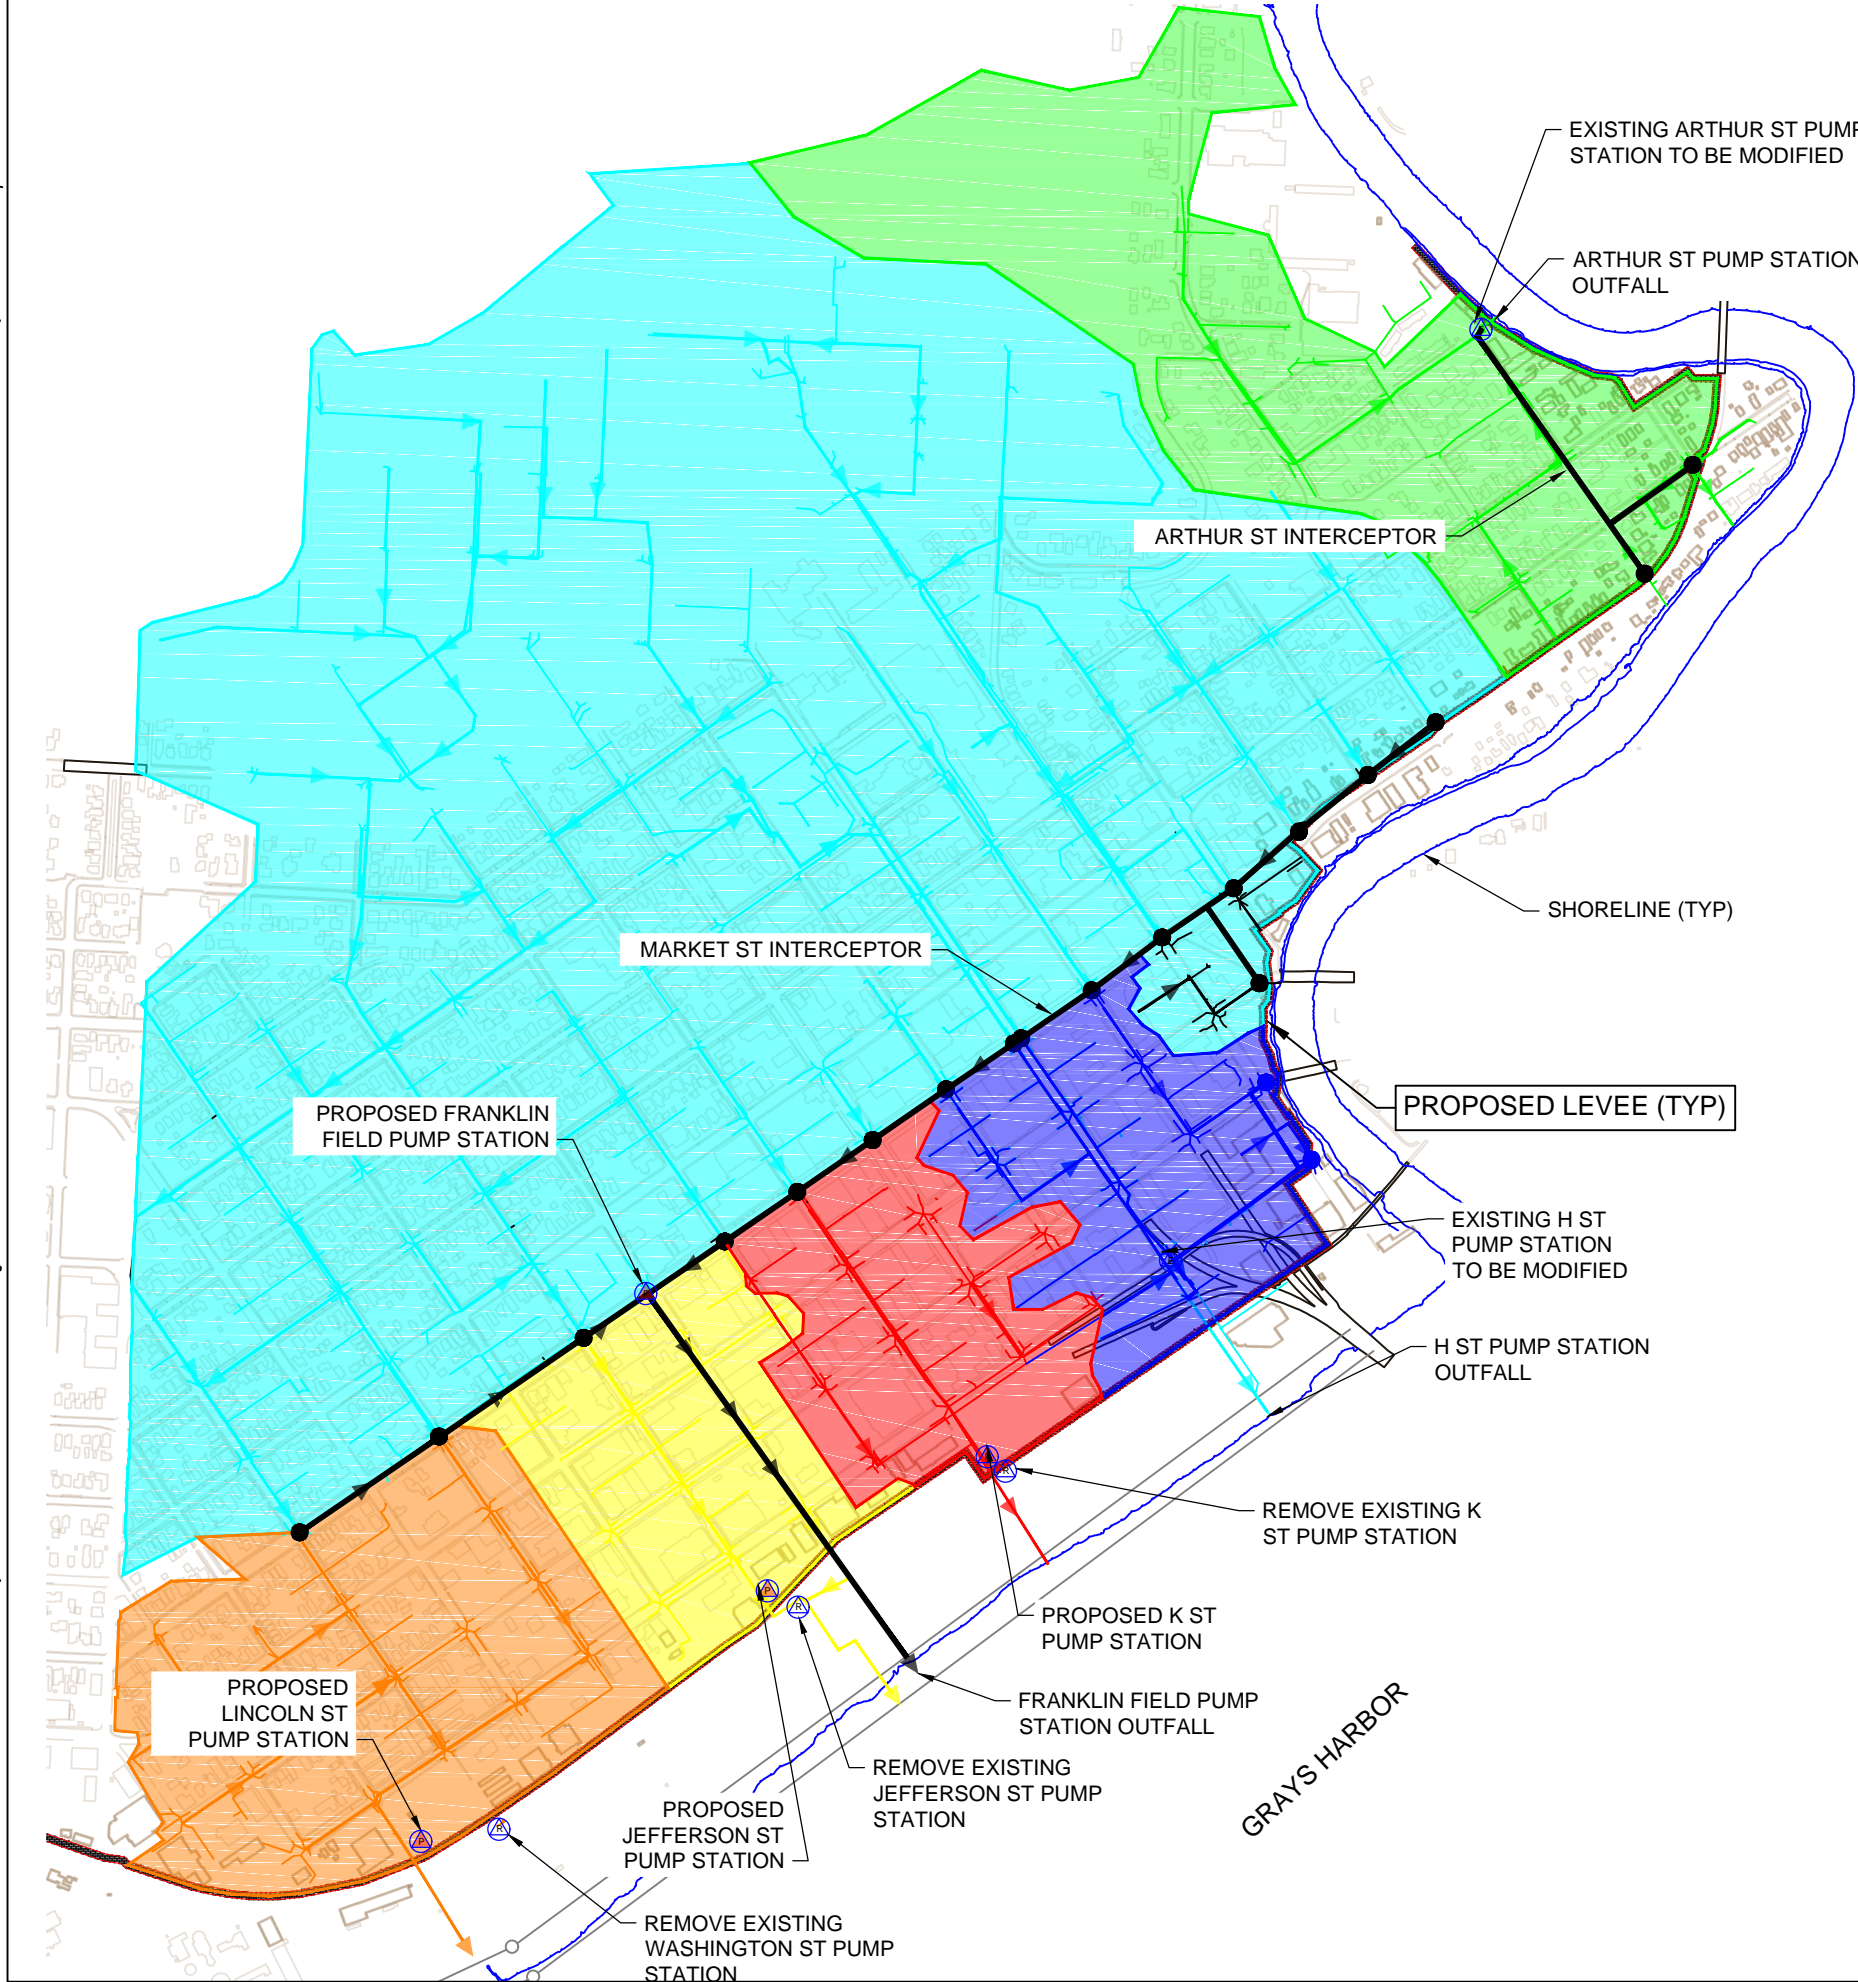 EXISTING ARTHUR ST PUMP
STATION TO BE MODIFIED
ARTHUR ST PUMP STATION
OUTFALL
ARTHUR ST INTERCEPTOR
SHORELINE (TYP)
MARKET ST INTERCEPTOR
PROPOSED LEVEE (TYP)
PROPOSED FRANKLIN
FIELD PUMP STATION
EXISTING H ST
PUMP STATION
TO BE MODIFIED
H ST PUMP STATION
OUTFALL
REMOVE EXISTING K
ST PUMP STATION
PROPOSED K ST
PUMP STATION
FRANKLIN FIELD PUMP
STATION OUTFALL
PROPOSED
LINCOLN ST
PUMP STATION
REMOVE EXISTING
JEFFERSON ST PUMP
STATION
PROPOSED
JEFFERSON ST
PUMP STATION
REMOVE EXISTING
WASHINGTON ST PUMP
STATION
GRAYS HARBOR
R
P
R
P
R